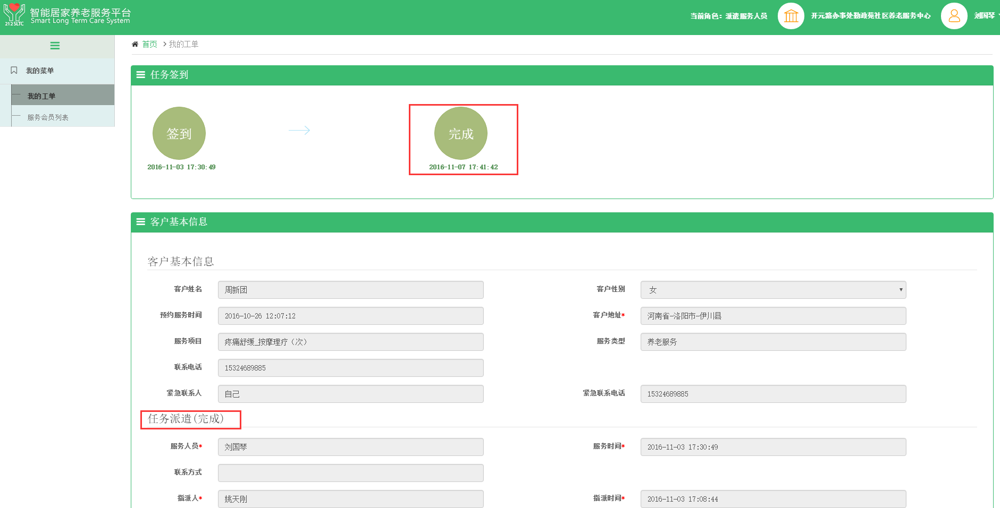 智能居家养老服务平台
Smart Long Term Care System
212 SLTC
当前角色：派遣服务人员
开元路办事处勤政苑社区养老服务中心
刘国琴
首页 > 我的工单
我的菜单
我的工单
服务会员列表
任务签到
签到
完成
2016-11-03 17:30:49
2016-11-07 17:41:42
客户基本信息
客户基本信息
客户姓名 周新团 客户性别 女
预约服务时间 2016-10-26 12:07:12 客户地址* 河南省-洛阳市-伊川县
服务项目 疼痛舒缓_按摩理疗（次） 服务类型 养老服务
联系电话 15324689885
紧急联系人 自己 紧急联系电话 15324689885
任务派遣(完成)
服务人员* 刘国琴 服务时间* 2016-11-03 17:30:49
联系方式
指派人* 姚天刚 指派时间* 2016-11-03 17:08:44